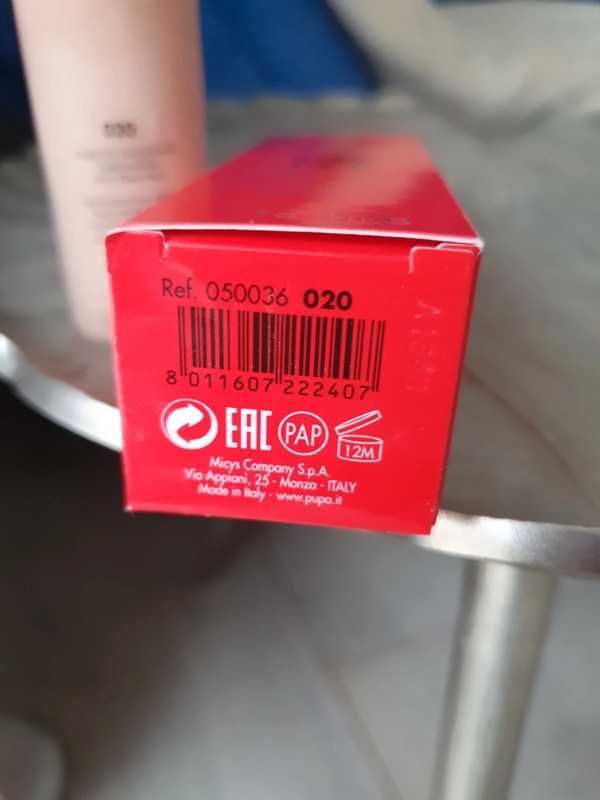 Ref. 050036 020
8 011607 222407
EAC PAP 12M
Micys Company S.p.A.
Via Appiani, 25 - Monza - ITALY
Made in Italy - www.pupa.it